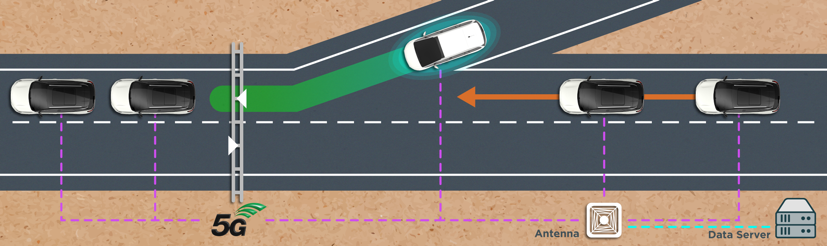 5G
Antenna
Data Server